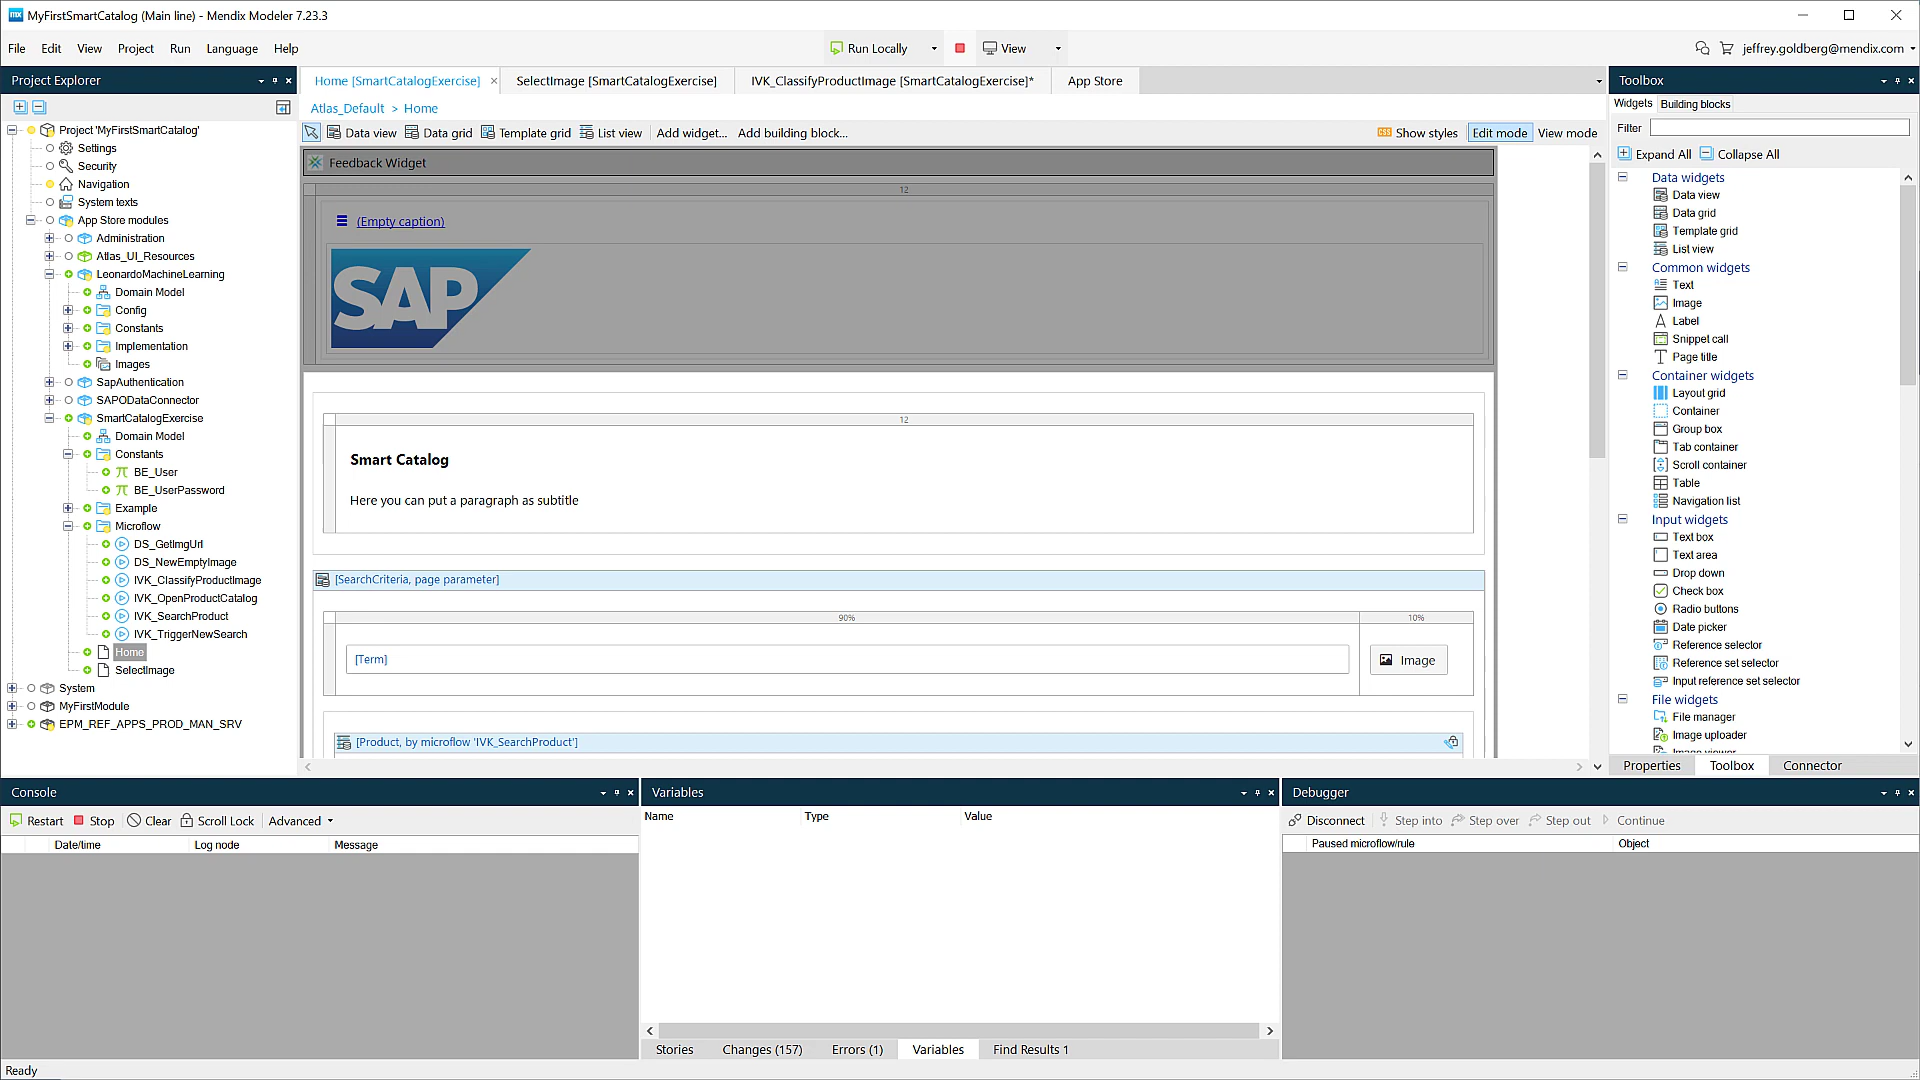 MyFirstSmartCatalog (Main line) - Mendix Modeler 7.23.3
File Edit View Project Run Language Help
Run Locally View jeffrey.goldberg@mendix.com
Project Explorer
Project 'MyFirstSmartCatalog'
Settings
Security
Navigation
System texts
App Store modules
Administration
Atlas_UI_Resources
LeonardoMachineLearning
Domain Model
Config
Constants
Implementation
Images
SapAuthentication
SAPODataConnector
SmartCatalogExercise
Domain Model
Constants
BE_User
BE_UserPassword
Example
Microflow
DS_GetImgUrl
DS_NewEmptyImage
IVK_ClassifyProductImage
IVK_OpenProductCatalog
IVK_SearchProduct
IVK_TriggerNewSearch
Home
SelectImage
System
MyFirstModule
EPM_REF_APPS_PROD_MAN_SRV
Home [SmartCatalogExercise] SelectImage [SmartCatalogExercise] IVK_ClassifyProductImage [SmartCatalogExercise]* App Store
Atlas_Default > Home
Data view Data grid Template grid List view Add widget... Add building block... CSS Show styles Edit mode View mode
Feedback Widget
12
(Empty caption)
SAP
12
Smart Catalog
Here you can put a paragraph as subtitle
[SearchCriteria, page parameter]
90% 10%
[Term] Image
[Product, by microflow 'IVK_SearchProduct']
Toolbox
Widgets Building blocks
Filter
Expand All Collapse All
Data widgets
Data view
Data grid
Template grid
List view
Common widgets
Text
Image
Label
Snippet call
Page title
Container widgets
Layout grid
Container
Group box
Tab container
Scroll container
Table
Navigation list
Input widgets
Text box
Text area
Drop down
Check box
Radio buttons
Date picker
Reference selector
Reference set selector
Input reference set selector
File widgets
File manager
Image uploader
Image viewer
Properties Toolbox Connector
Console
Restart Stop Clear Scroll Lock Advanced
Date/time Log node Message
Variables
Name Type Value
Stories Changes (157) Errors (1) Variables Find Results 1
Debugger
Disconnect Step into Step over Step out Continue
Paused microflow/rule Object
Ready